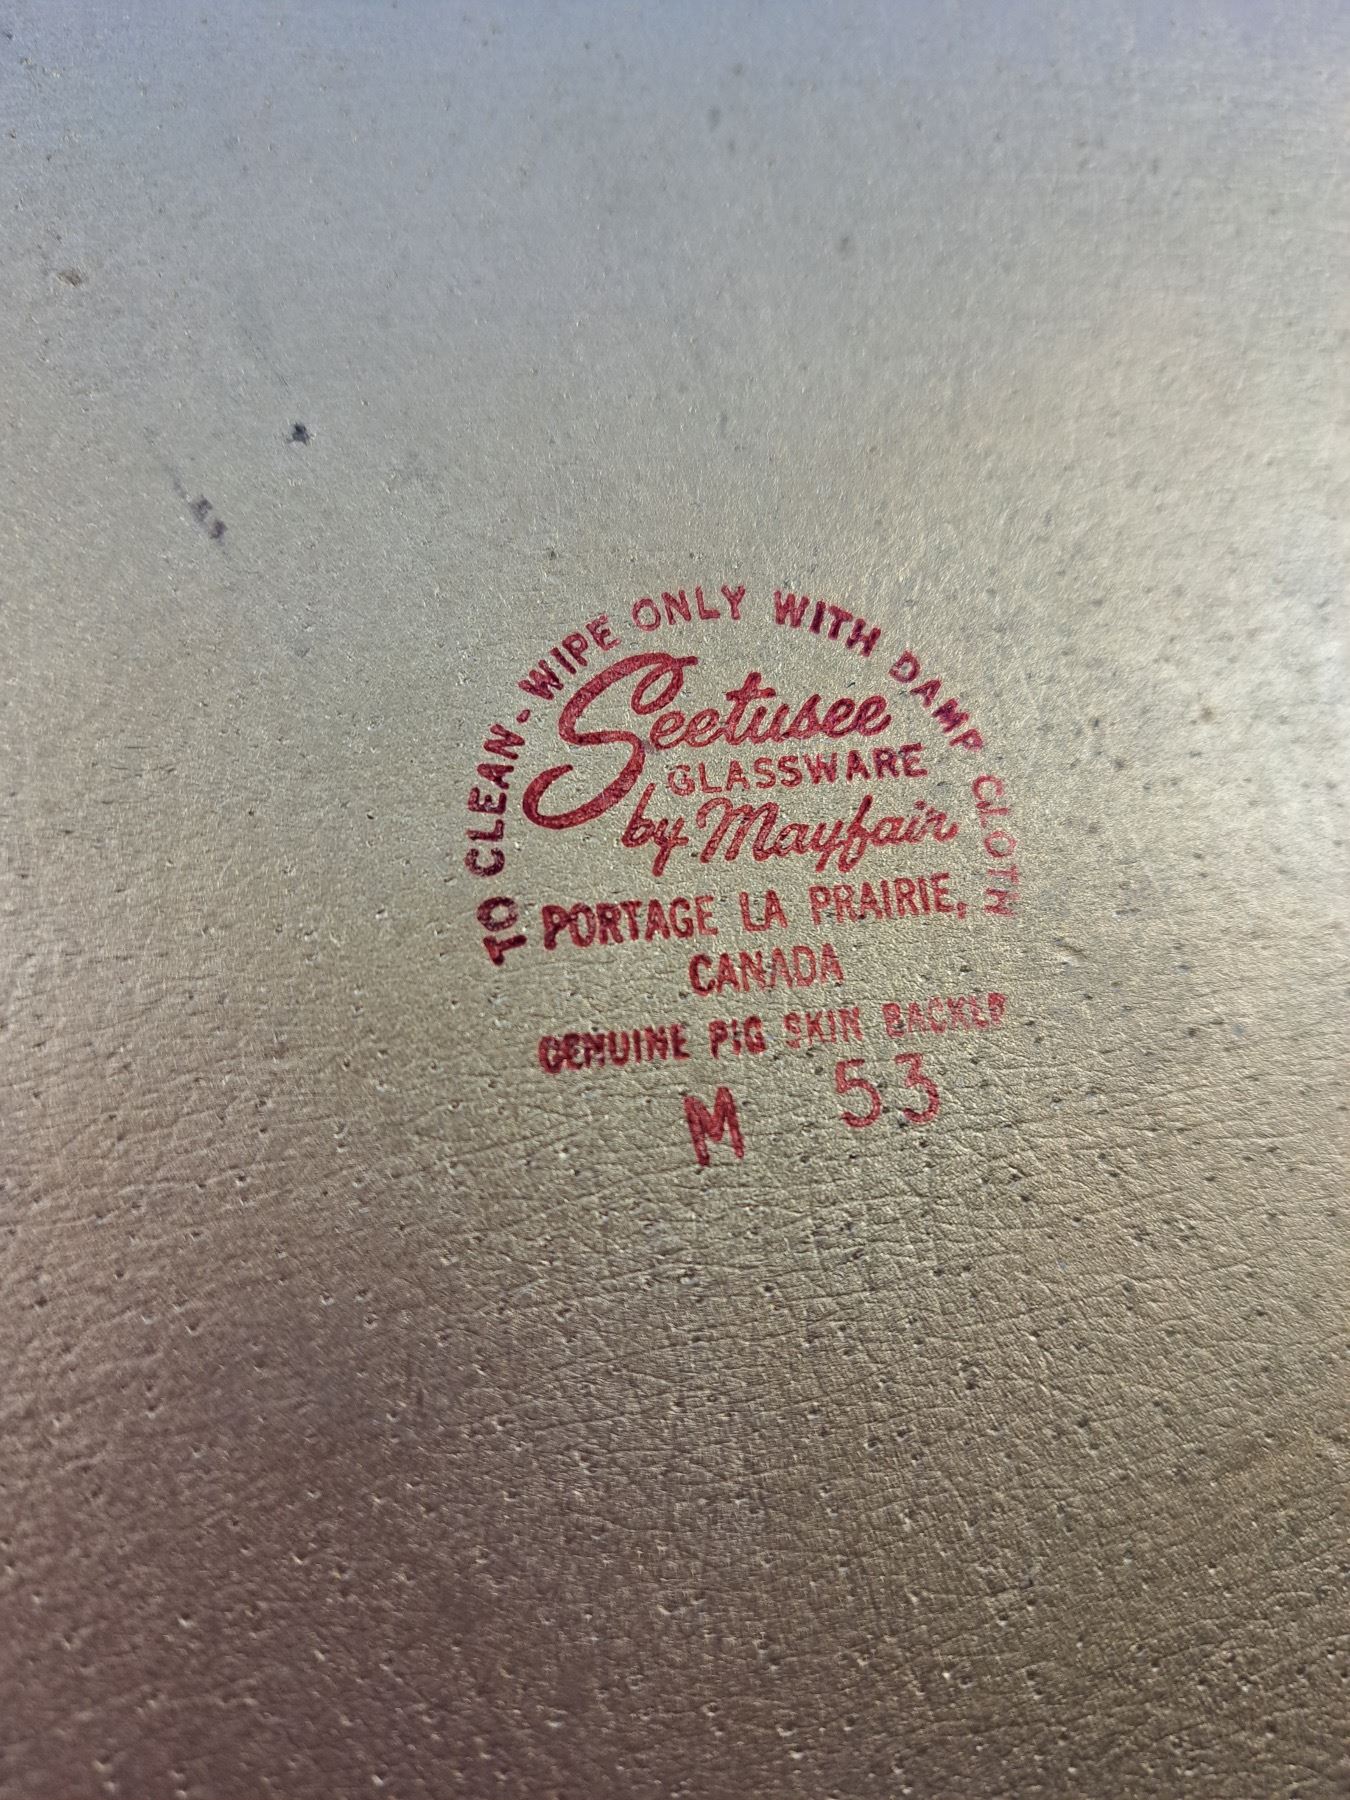 TO CLEAN - WIPE ONLY WITH DAMP CLOTH
Seetusee
GLASSWARE
by Mayfair
PORTAGE LA PRAIRIE,
CANADA
GENUINE PIG SKIN BACKED
M 53